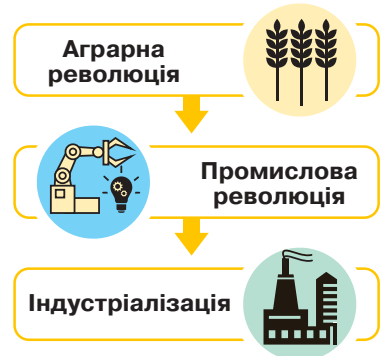 Аграрна
революція
Промислова
революція
Індустріалізація